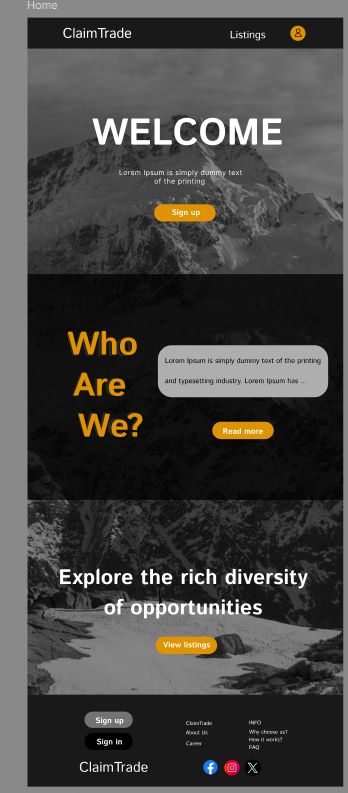 Home
ClaimTrade
Listings
WELCOME
Lorem Ipsum is simply dummy text
of the printing
Sign up
Who
Are
We?
Lorem Ipsum is simply dummy text of the printing
and typesetting industry. Lorem Ipsum has ...
Read more
Explore the rich diversity
of opportunities
View listings
Sign up
Sign in
ClaimTrade
ClaimTrade
About Us
Career
INFO
Why choose us?
How it works?
FAQ